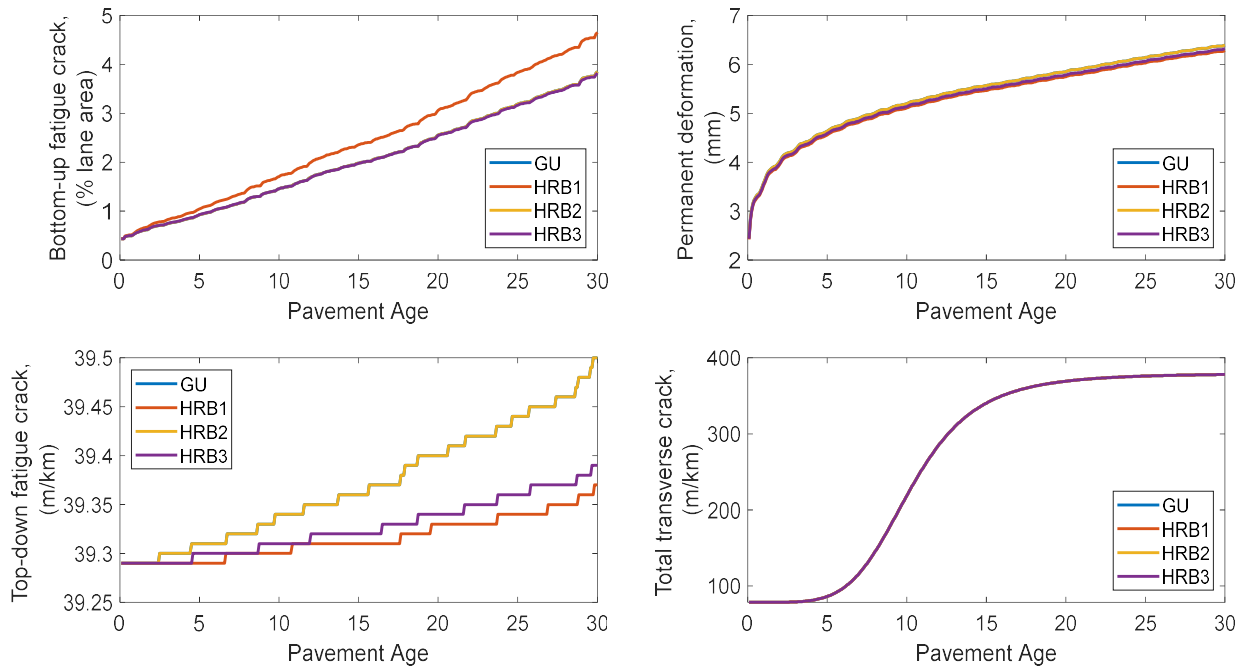 5
4
3
2
1
0
0 5 10 15 20 25 30
Bottom-up fatigue crack,
(% lane area)
Pavement Age
GU
HRB1
HRB2
HRB3
7
6
5
4
3
2
0 5 10 15 20 25 30
Permanent deformation,
(mm)
Pavement Age
GU
HRB1
HRB2
HRB3
39.5
39.45
39.4
39.35
39.3
39.25
0 5 10 15 20 25 30
Top-down fatigue crack,
(m/km)
Pavement Age
GU
HRB1
HRB2
HRB3
400
300
200
100
0 5 10 15 20 25 30
Total transverse crack,
(m/km)
Pavement Age
GU
HRB1
HRB2
HRB3